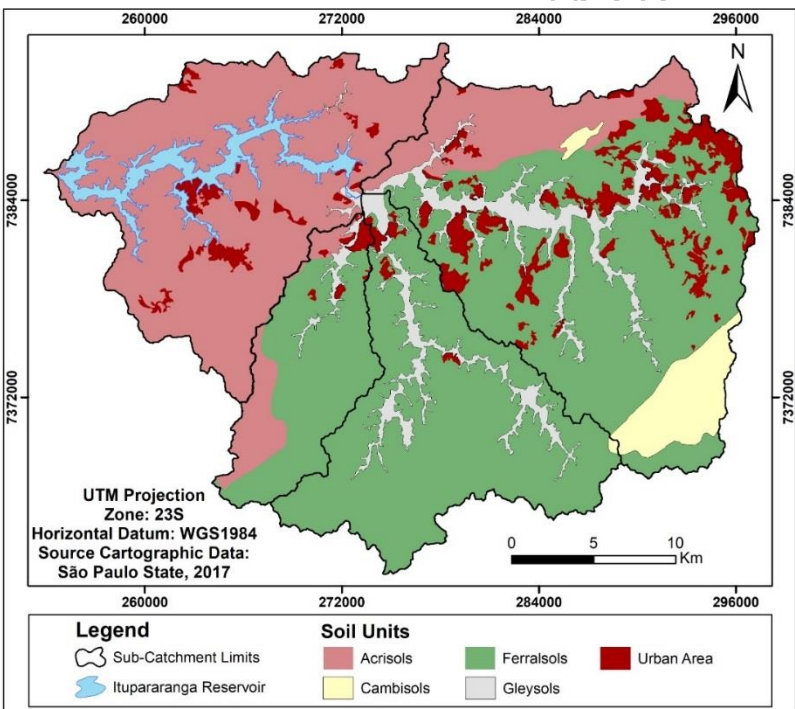 260000 272000 284000 296000
N
7384000 7384000
7372000 7372000
UTM Projection
Zone: 23S
Horizontal Datum: WGS1984
Source Cartographic Data:
São Paulo State, 2017
0 5 10
Km
260000 272000 284000 296000
Legend
Sub-Catchment Limits
Itupararanga Reservoir
Soil Units
Acrisols Ferralsols Urban Area
Cambisols Gleysols